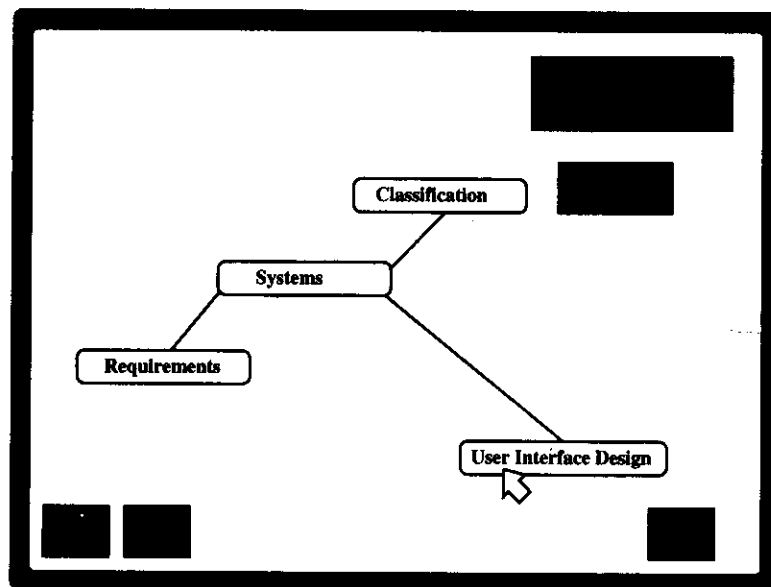 Classification
Systems
Requirements
User Interface Design